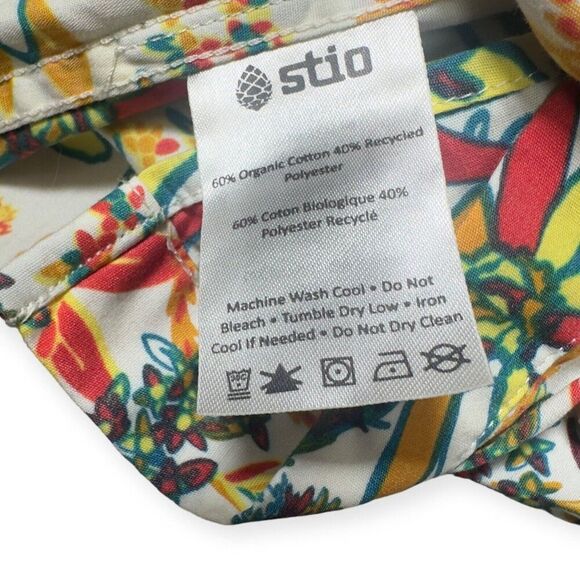 stio
60% Organic Cotton 40% Recycled
Polyester
60% Coton Biologique 40%
Polyester Recyclé
Machine Wash Cool • Do Not
Bleach • Tumble Dry Low • Iron
Cool If Needed • Do Not Dry Clean